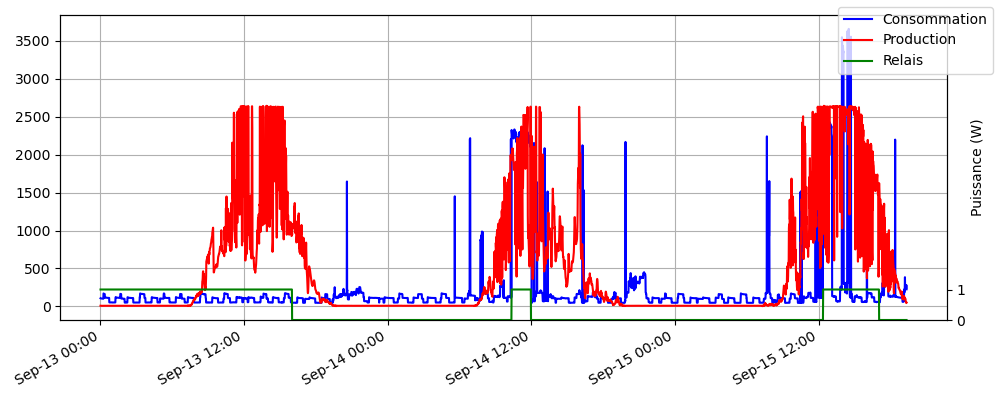 Consommation
Production
Relais
3500
3000
2500
2000
1500
1000
500
0
Puissance (W)
1
0
Sep-13 00:00
Sep-13 12:00
Sep-14 00:00
Sep-14 12:00
Sep-15 00:00
Sep-15 12:00